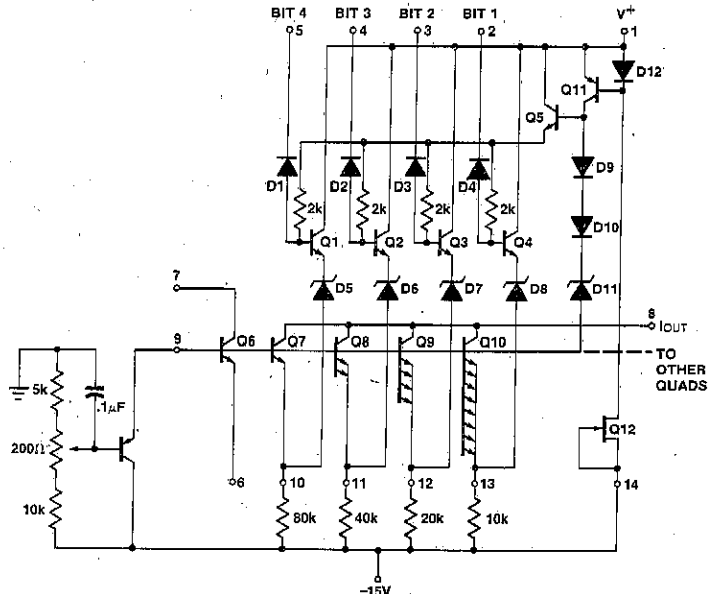 BIT 4 BIT 3 BIT 2 BIT 1 V+
5 4 3 2 1
D12
Q11
Q5
D9
D1 D2 D3 D4
2k 2k 2k 2k
D10
Q1 Q2 Q3 Q4
7
D5 D6 D7 D8 D11
8
IOUT
9
Q6 Q7 Q8 Q9 Q10
TO
OTHER
QUADS
5k
.1µF
Q12
200Ω
6 10 11 12 13 14
10k
80k 40k 20k 10k
-15V